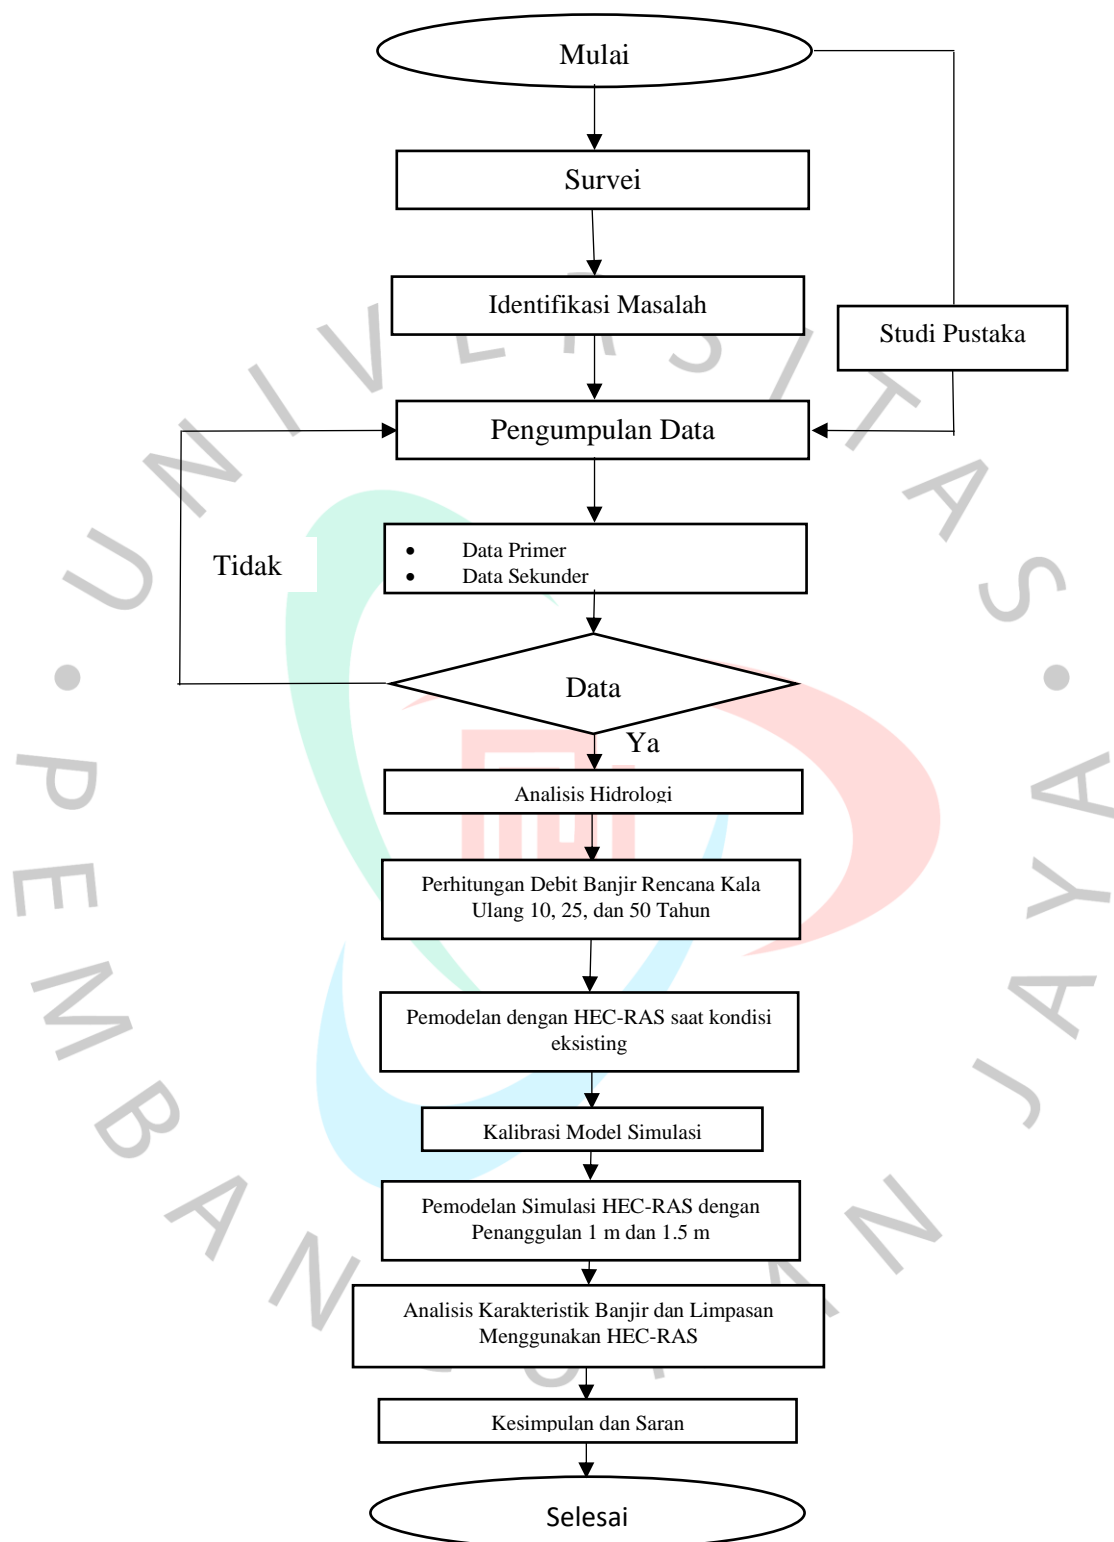 Mulai
Survei
Identifikasi Masalah
Studi Pustaka
Pengumpulan Data
• Data Primer
• Data Sekunder
Tidak
Data
Ya
Analisis Hidrologi
Perhitungan Debit Banjir Rencana Kala
Ulang 10, 25, dan 50 Tahun
Pemodelan dengan HEC-RAS saat kondisi
eksisting
Kalibrasi Model Simulasi
Pemodelan Simulasi HEC-RAS dengan
Penanggulan 1 m dan 1.5 m
Analisis Karakteristik Banjir dan Limpasan
Menggunakan HEC-RAS
Kesimpulan dan Saran
Selesai
UNIVERSITAS
JAYA